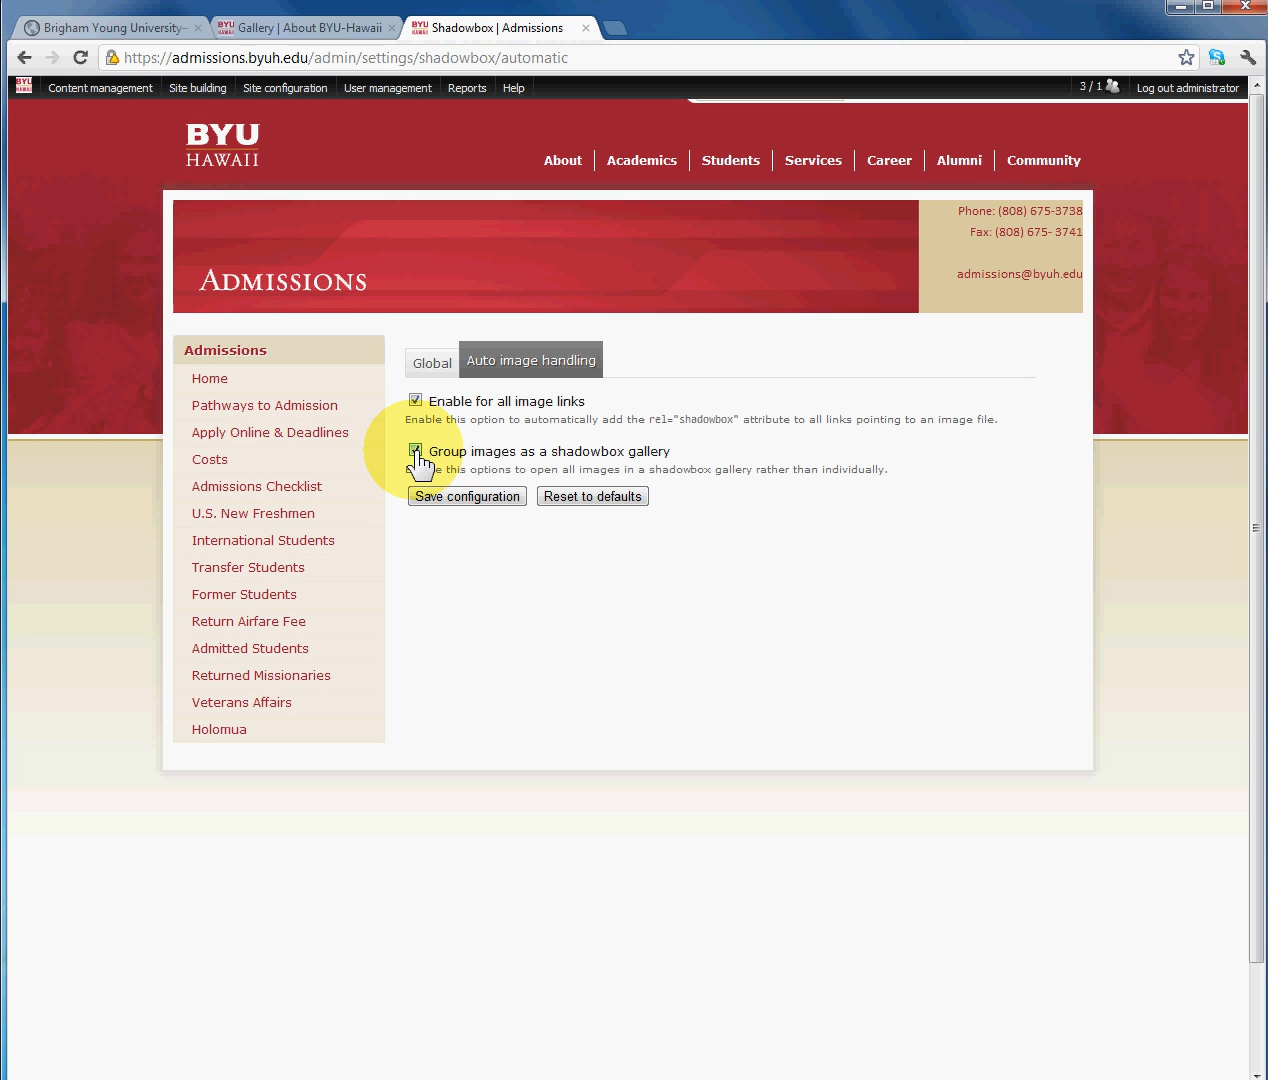 Brigham Young University–
Gallery | About BYU-Hawaii
BYU HAWAII
Shadowbox | Admissions
https://admissions.byuh.edu/admin/settings/shadowbox/automatic
Content management
Site building
Site configuration
User management
Reports
Help
3 / 1
Log out administrator
BYU
HAWAII
About
Academics
Students
Services
Career
Alumni
Community
Phone: (808) 675-3738
Fax: (808) 675- 3741
admissions@byuh.edu
Admissions
Admissions
Home
Pathways to Admission
Apply Online & Deadlines
Costs
Admissions Checklist
U.S. New Freshmen
International Students
Transfer Students
Former Students
Return Airfare Fee
Admitted Students
Returned Missionaries
Veterans Affairs
Holomua
Global
Auto image handling
Enable for all image links
Enable this option to automatically add the rel="shadowbox" attribute to all links pointing to an image file.
Group images as a shadowbox gallery
this options to open all images in a shadowbox gallery rather than individually.
Save configuration
Reset to defaults